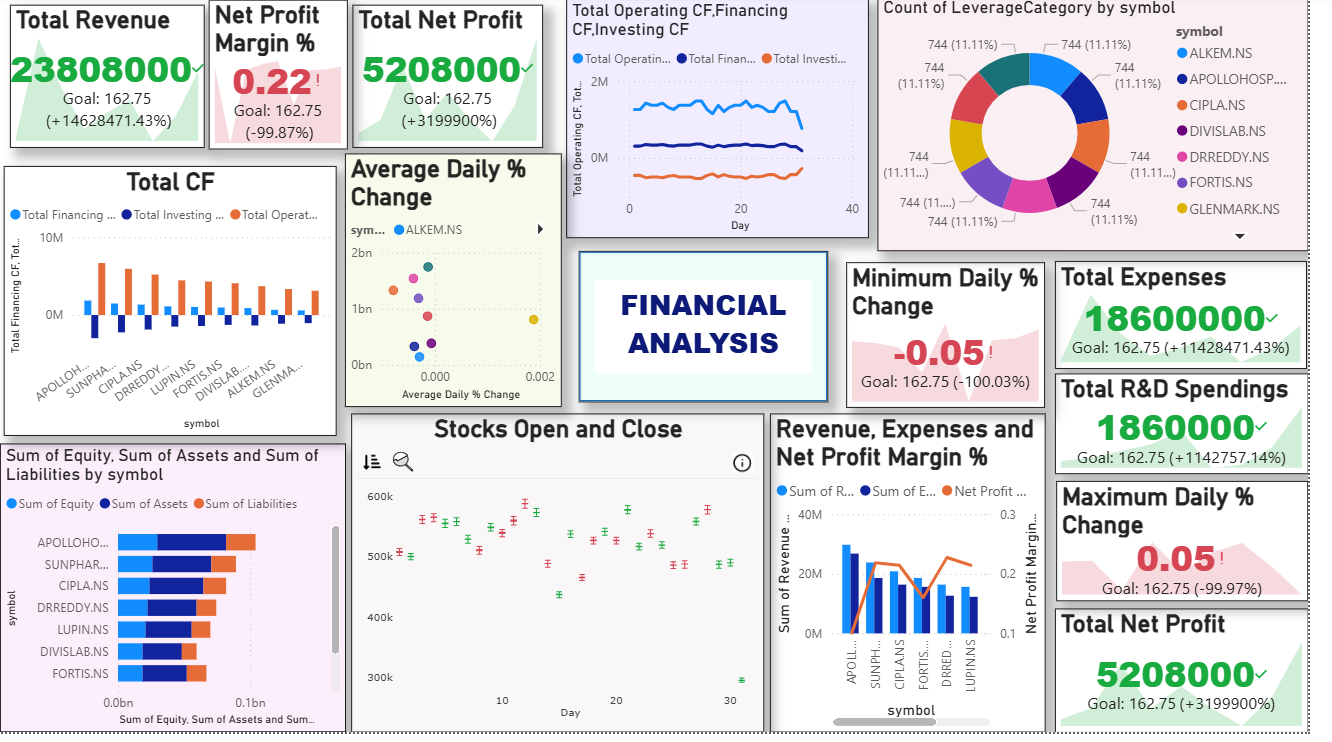 Total Revenue
23808000
Goal: 162.75
(+14628471.43%)
Net Profit
Margin %
0.22!
Goal: 162.75
(-99.87%)
Total Net Profit
5208000
Goal: 162.75
(+3199900%)
Total Operating CF,Financing
CF,Investing CF
Total Operatin... Total Finan... Total Investi...
Total Operating CF, Tot...
2M
0M
0 20 40
Day
Count of LeverageCategory by symbol
744 (11.11%)
744
(11.11%)
744
(11.11...)
744
(11.11%)
744 (11.11%)
744 (11....)
744
(11.11...)
744
(11.11%)
744 (11.11%)
symbol
ALKEM.NS
APOLLOHOSP....
CIPLA.NS
DIVISLAB.NS
DRREDDY.NS
FORTIS.NS
GLENMARK.NS
Total CF
Total Financing ... Total Investing ... Total Operat...
Total Financing CF, Tot...
10M
0M
APOLLOH...
SUNPHA...
CIPLA.NS
DRREDDY....
LUPIN.NS
FORTIS.NS
DIVISLAB....
ALKEM.NS
GLENMA...
symbol
Average Daily %
Change
sym... ALKEM.NS
2bn
1bn
0bn
0.000 0.002
Average Daily % Change
FINANCIAL
ANALYSIS
Minimum Daily %
Change
-0.05!
Goal: 162.75 (-100.03%)
Total Expenses
18600000
Goal: 162.75 (+11428471.43%)
Total R&D Spendings
1860000
Goal: 162.75 (+1142757.14%)
Maximum Daily %
Change
0.05!
Goal: 162.75 (-99.97%)
Total Net Profit
5208000
Goal: 162.75 (+3199900%)
Sum of Equity, Sum of Assets and Sum of
Liabilities by symbol
Sum of Equity Sum of Assets Sum of Liabilities
symbol
APOLLOHO...
SUNPHAR...
CIPLA.NS
DRREDDY.NS
LUPIN.NS
DIVISLAB.NS
FORTIS.NS
0.0bn 0.1bn
Sum of Equity, Sum of Assets and Sum...
Stocks Open and Close
600k
500k
400k
300k
10 20 30
Day
Revenue, Expenses and
Net Profit Margin %
Sum of R... Sum of E... Net Profit ...
Sum of Revenue ...
40M
20M
0M
0.3
0.2
0.1
Net Profit Margin...
APOLL...
SUNPH...
CIPLA.NS
FORTIS....
DRRED...
LUPIN.NS
symbol